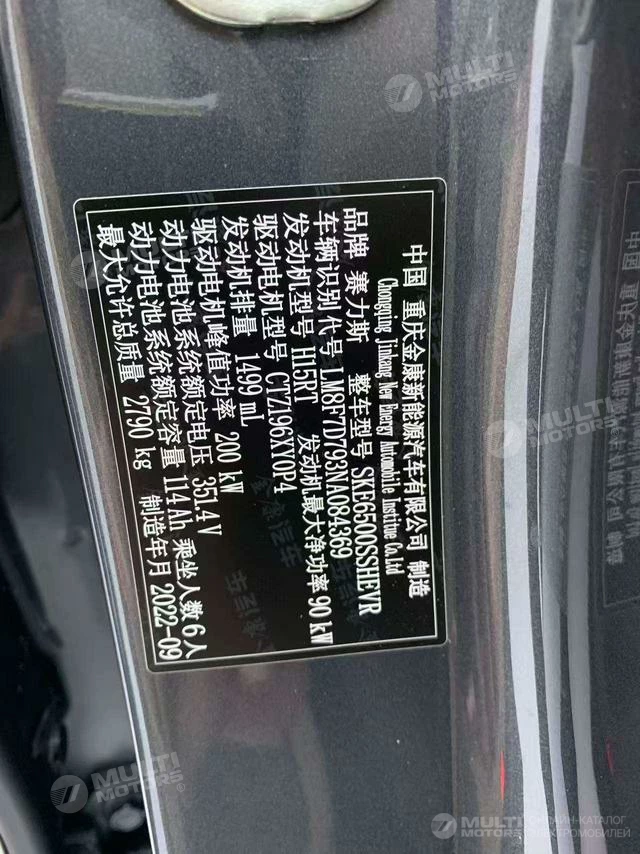 中国 重庆金康新能源汽车有限公司 制造
Chongqing Jinkang New Energy Automobile Institue Co.Ltd
品牌 赛力斯 整车型号 SKE6500SSHEVR
车辆识别代号 LM8F7D793NA084369
发动机型号 H15RT 发动机最大净功率 90 kW
驱动电机型号 CTZ196XY0P4
发动机排量 1499 mL
驱动电机峰值功率 200 kW
动力电池系统额定电压 351.4 V
动力电池系统额定容量 114 Ah 乘坐人数 6 人
最大允许总质量 2790 kg 制造年月 2022-09
MULTI
MOTORS
MULTI
MOTORS
MULTI
MOTORS
MULTI
MOTORS
ОНЛАЙН-КАТАЛОГ
ЭЛЕКТРОМОБИЛЕЙ